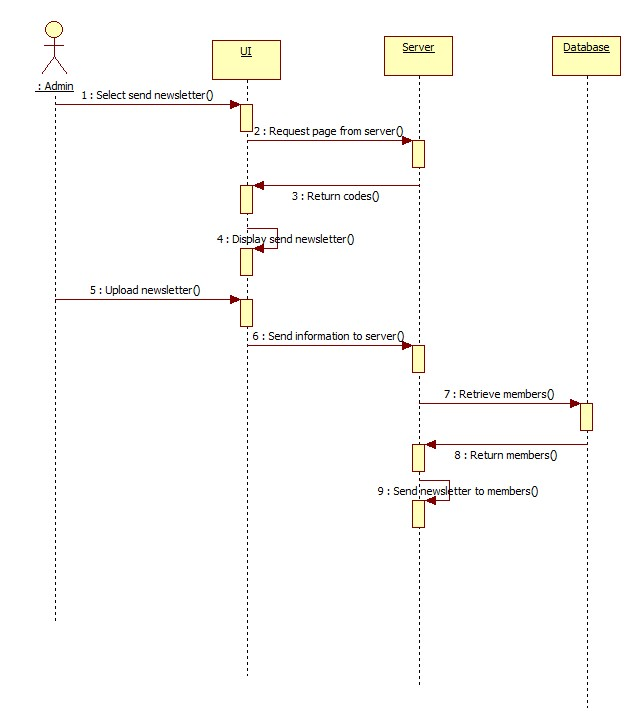 UI
Server
Database
: Admin
1 : Select send newsletter()
2 : Request page from server()
3 : Return codes()
4 : Display send newsletter()
5 : Upload newsletter()
6 : Send information to server()
7 : Retrieve members()
8 : Return members()
9 : Send newsletter to members()